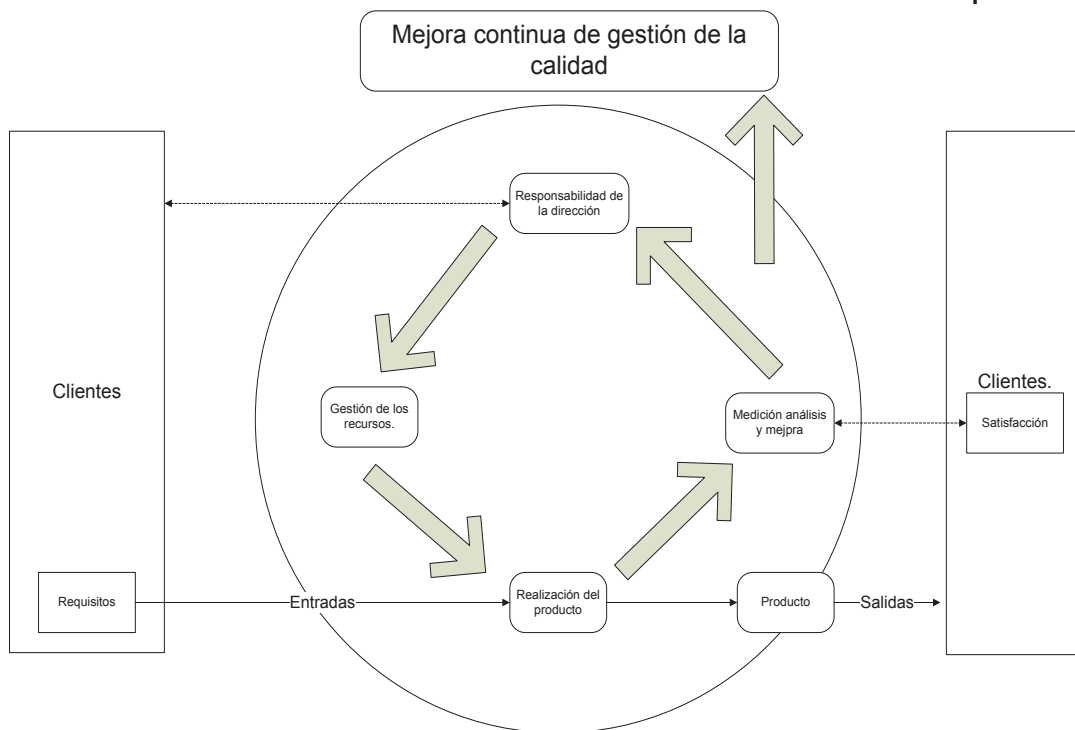 Mejora continua de gestión de la
calidad
Responsabilidad de
la dirección
Clientes
Gestión de los
recursos.
Medición análisis
y mejpra
Clientes.
Satisfacción
Requisitos
Entradas
Realización del
producto
Producto
Salidas